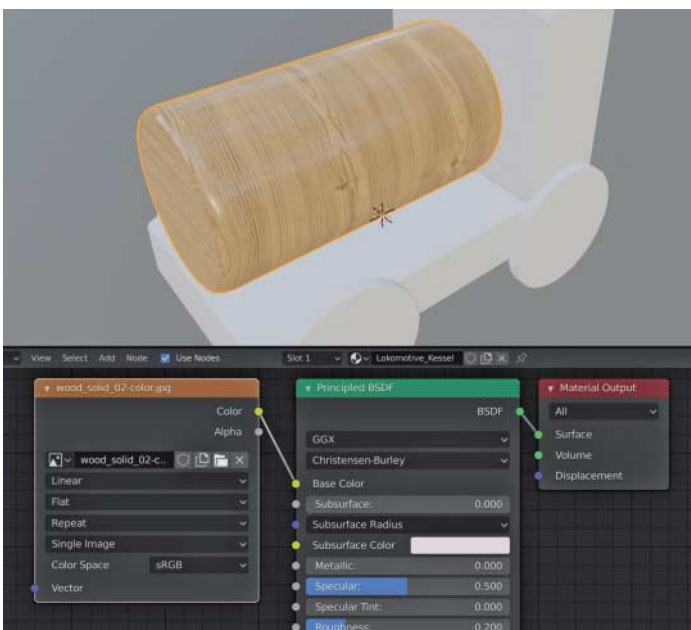 View Select Add Node Use Nodes Slot 1 Lokomotive_Kessel
wood_solid_02-color.jpg
Color
Alpha
wood_solid_02-c..
Linear
Flat
Repeat
Single Image
Color Space sRGB
Vector
Principled BSDF
BSDF
GGX
Christensen-Burley
Base Color
Subsurface: 0.000
Subsurface Radius
Subsurface Color
Metallic: 0.000
Specular: 0.500
Specular Tint: 0.000
Roughness: 0.200
Material Output
All
Surface
Volume
Displacement